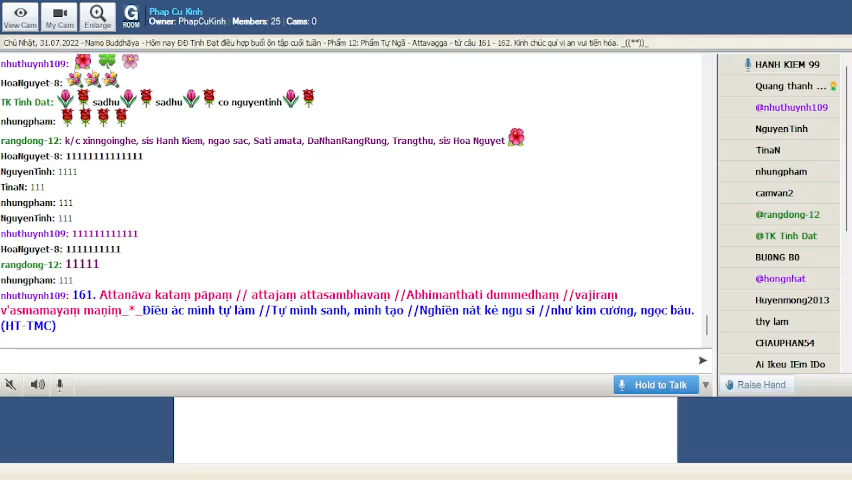 Phap Cu Kinh
Owner: PhapCuKinh | Members: 25 | Cams: 0
View Cam
My Cam
Enlarge
G
ROOM
Chủ Nhật, 31.07.2022 - Namo Buddhāya - Hôm nay ĐĐ Tịnh Đạt điều hợp buổi ôn tập cuối tuần - Phẩm 12: Phẩm Tự Ngã - Attavagga - từ câu 161 - 162. Kính chúc quí vị an vui tiến hóa. _((**))_
nhuthuynh109:
HoaNguyet-8:
TK Tinh Dat: sadhu sadhu co nguyentinh
nhungpham:
rangdong-12: k/c xinngoinghe, sis Hanh Kiem, ngao sac, Sati amata, DaNhanRangRung, Trangthu, sis Hoa Nguyet
HoaNguyet-8: 11111111111111
NguyenTinh: 1111
TinaN: 111
nhungpham: 111
NguyenTinh: 111
nhuthuynh109: 111111111111
HoaNguyet-8: 1111111111
rangdong-12: 11111
nhungpham: 111
nhuthuynh109: 161. Attanāva kataṃ pāpaṃ // attajaṃ attasambhavaṃ //Abhimanthati dummedhaṃ //vajiraṃ
v'asmamayaṃ maṇiṃ_*_Điều ác mình tự làm //Tự mình sanh, mình tạo //Nghiền nát kẻ ngu si //như kim cương, ngọc báu.
(HT-TMC)
Hold to Talk
HANH KIEM 99
Quang thanh ...
@nhuthuynh109
NguyenTinh
TinaN
nhungpham
camvan2
@rangdong-12
@TK Tinh Dat
BU0NG B0
@hongnhat
Huyenmong2013
thy lam
CHAUPHAN54
Ai Ikeu IEm IDo
Raise Hand